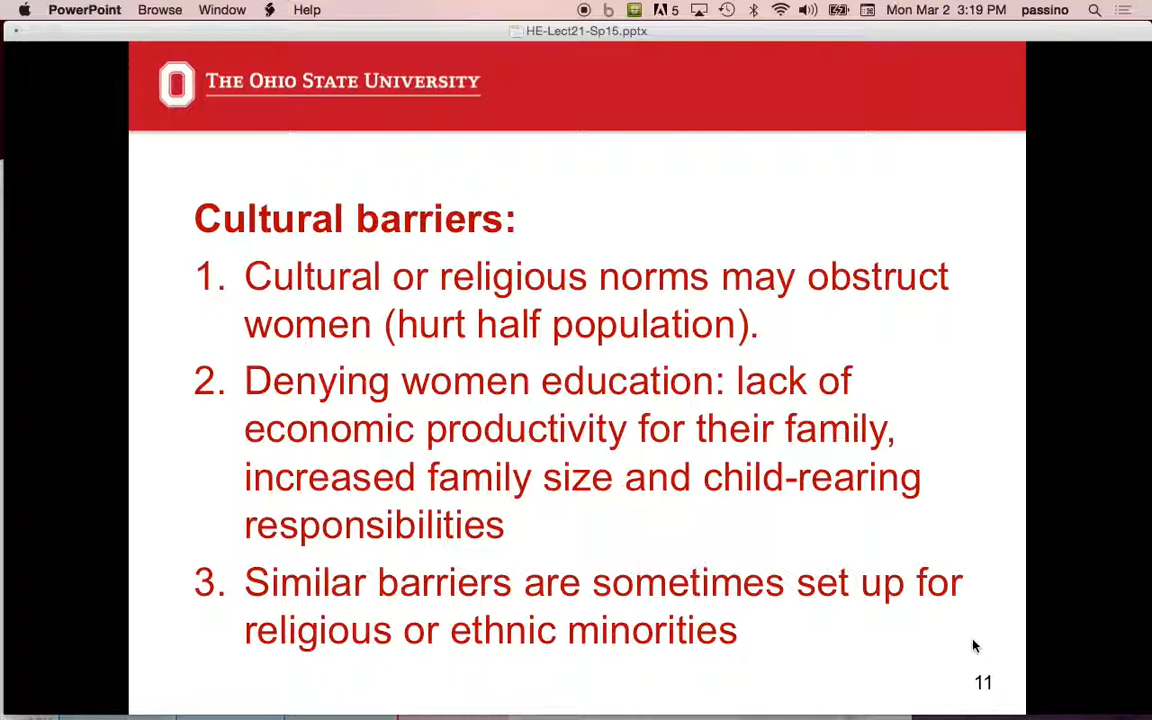 PowerPoint Browse Window Help 5 Mon Mar 2 3:19 PM passino
HE-Lect21-Sp15.pptx
THE OHIO STATE UNIVERSITY
Cultural barriers:
1. Cultural or religious norms may obstruct
women (hurt half population).
2. Denying women education: lack of
economic productivity for their family,
increased family size and child-rearing
responsibilities
3. Similar barriers are sometimes set up for
religious or ethnic minorities
11